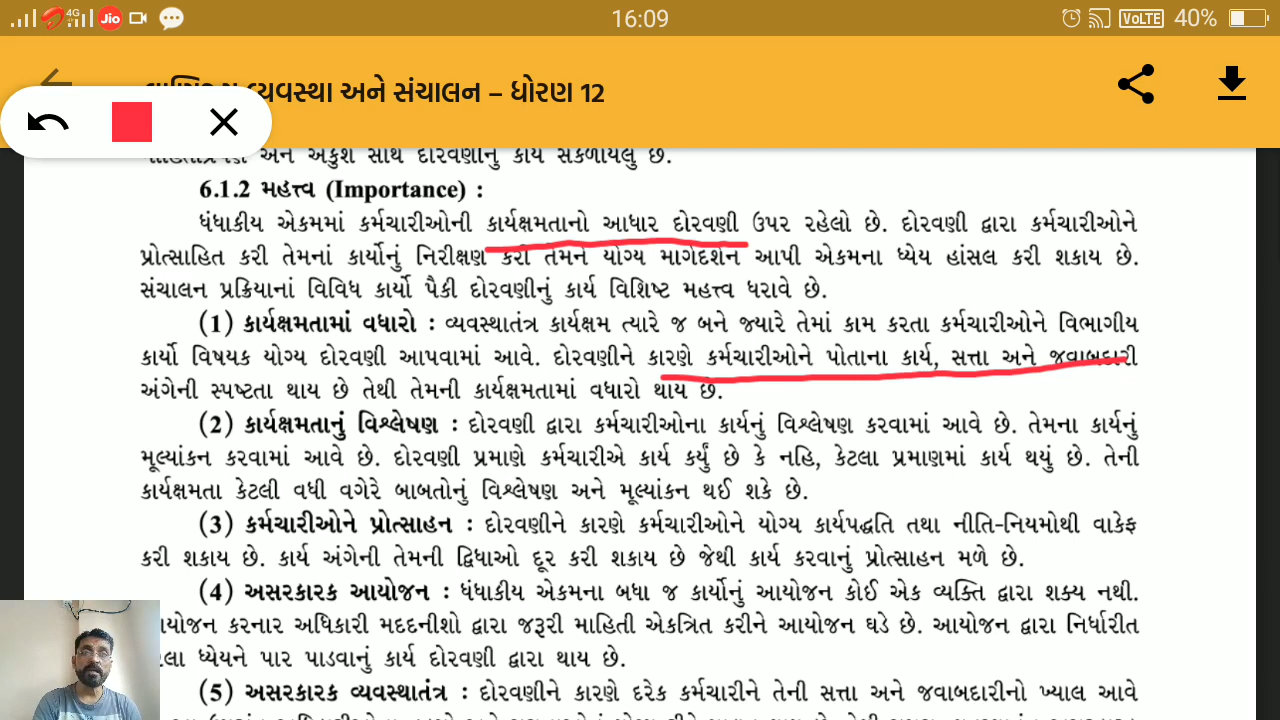 4G
Jio
16:09
VoLTE
40%
વ્યવસ્થા અને સંચાલન – ધોરણ 12
અને અંકુશ સાથે દોરવણીનું કાર્ય સંકળાયેલું છે.
6.1.2 મહત્ત્વ (Importance) :
ધંધાકીય એકમમાં કર્મચારીઓની કાર્યક્ષમતાનો આધાર દોરવણી ઉપર રહેલો છે. દોરવણી દ્વારા કર્મચારીઓને
પ્રોત્સાહિત કરી તેમનાં કાર્યોનું નિરીક્ષણ કરી તેમને યોગ્ય માર્ગદર્શન આપી એકમના ધ્યેય હાંસલ કરી શકાય છે.
સંચાલન પ્રક્રિયાનાં વિવિધ કાર્યો પૈકી દોરવણીનું કાર્ય વિશિષ્ટ મહત્ત્વ ધરાવે છે.
(1) કાર્યક્ષમતામાં વધારો : વ્યવસ્થાતંત્ર કાર્યક્ષમ ત્યારે જ બને જ્યારે તેમાં કામ કરતા કર્મચારીઓને વિભાગીય
કાર્યો વિષયક યોગ્ય દોરવણી આપવામાં આવે. દોરવણીને કારણે કર્મચારીઓને પોતાના કાર્ય, સત્તા અને જવાબદારી
અંગેની સ્પષ્ટતા થાય છે તેથી તેમની કાર્યક્ષમતામાં વધારો થાય છે.
(2) કાર્યક્ષમતાનું વિશ્લેષણ : દોરવણી દ્વારા કર્મચારીઓના કાર્યનું વિશ્લેષણ કરવામાં આવે છે. તેમના કાર્યનું
મૂલ્યાંકન કરવામાં આવે છે. દોરવણી પ્રમાણે કર્મચારીએ કાર્ય કર્યું છે કે નહિ, કેટલા પ્રમાણમાં કાર્ય થયું છે. તેની
કાર્યક્ષમતા કેટલી વધી વગેરે બાબતોનું વિશ્લેષણ અને મૂલ્યાંકન થઈ શકે છે.
(3) કર્મચારીઓને પ્રોત્સાહન : દોરવણીને કારણે કર્મચારીઓને યોગ્ય કાર્યપદ્ધતિ તથા નીતિ-નિયમોથી વાકેફ
કરી શકાય છે. કાર્ય અંગેની તેમની દ્વિધાઓ દૂર કરી શકાય છે જેથી કાર્ય કરવાનું પ્રોત્સાહન મળે છે.
(4) અસરકારક આયોજન : ધંધાકીય એકમના બધા જ કાર્યોનું આયોજન કોઈ એક વ્યક્તિ દ્વારા શક્ય નથી.
કરનાર અધિકારી મદદનીશો દ્વારા જરૂરી માહિતી એકત્રિત કરીને આયોજન ઘડે છે. આયોજન દ્વારા નિર્ધારીત
ધ્યેયને પાર પાડવાનું કાર્ય દોરવણી દ્વારા થાય છે.
(5) અસરકારક વ્યવસ્થાતંત્ર : દોરવણીને કારણે દરેક કર્મચારીને તેની સત્તા અને જવાબદારીનો ખ્યાલ આવે